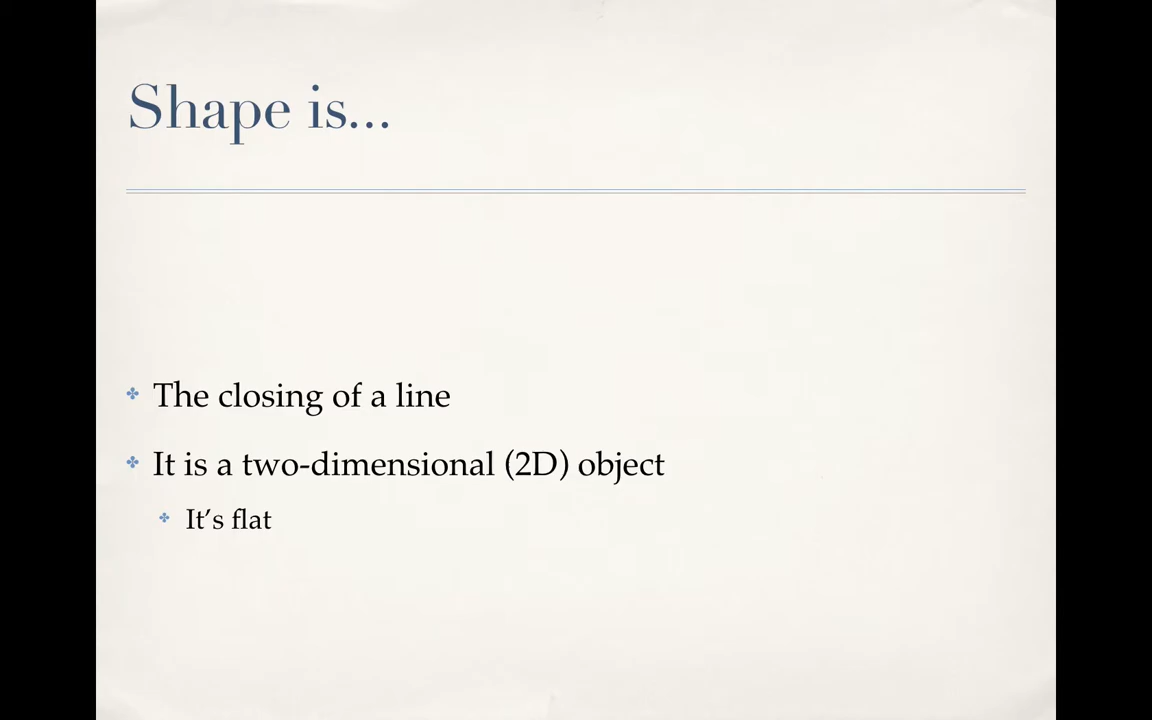 Shape is...
The closing of a line
It is a two-dimensional (2D) object
It’s flat